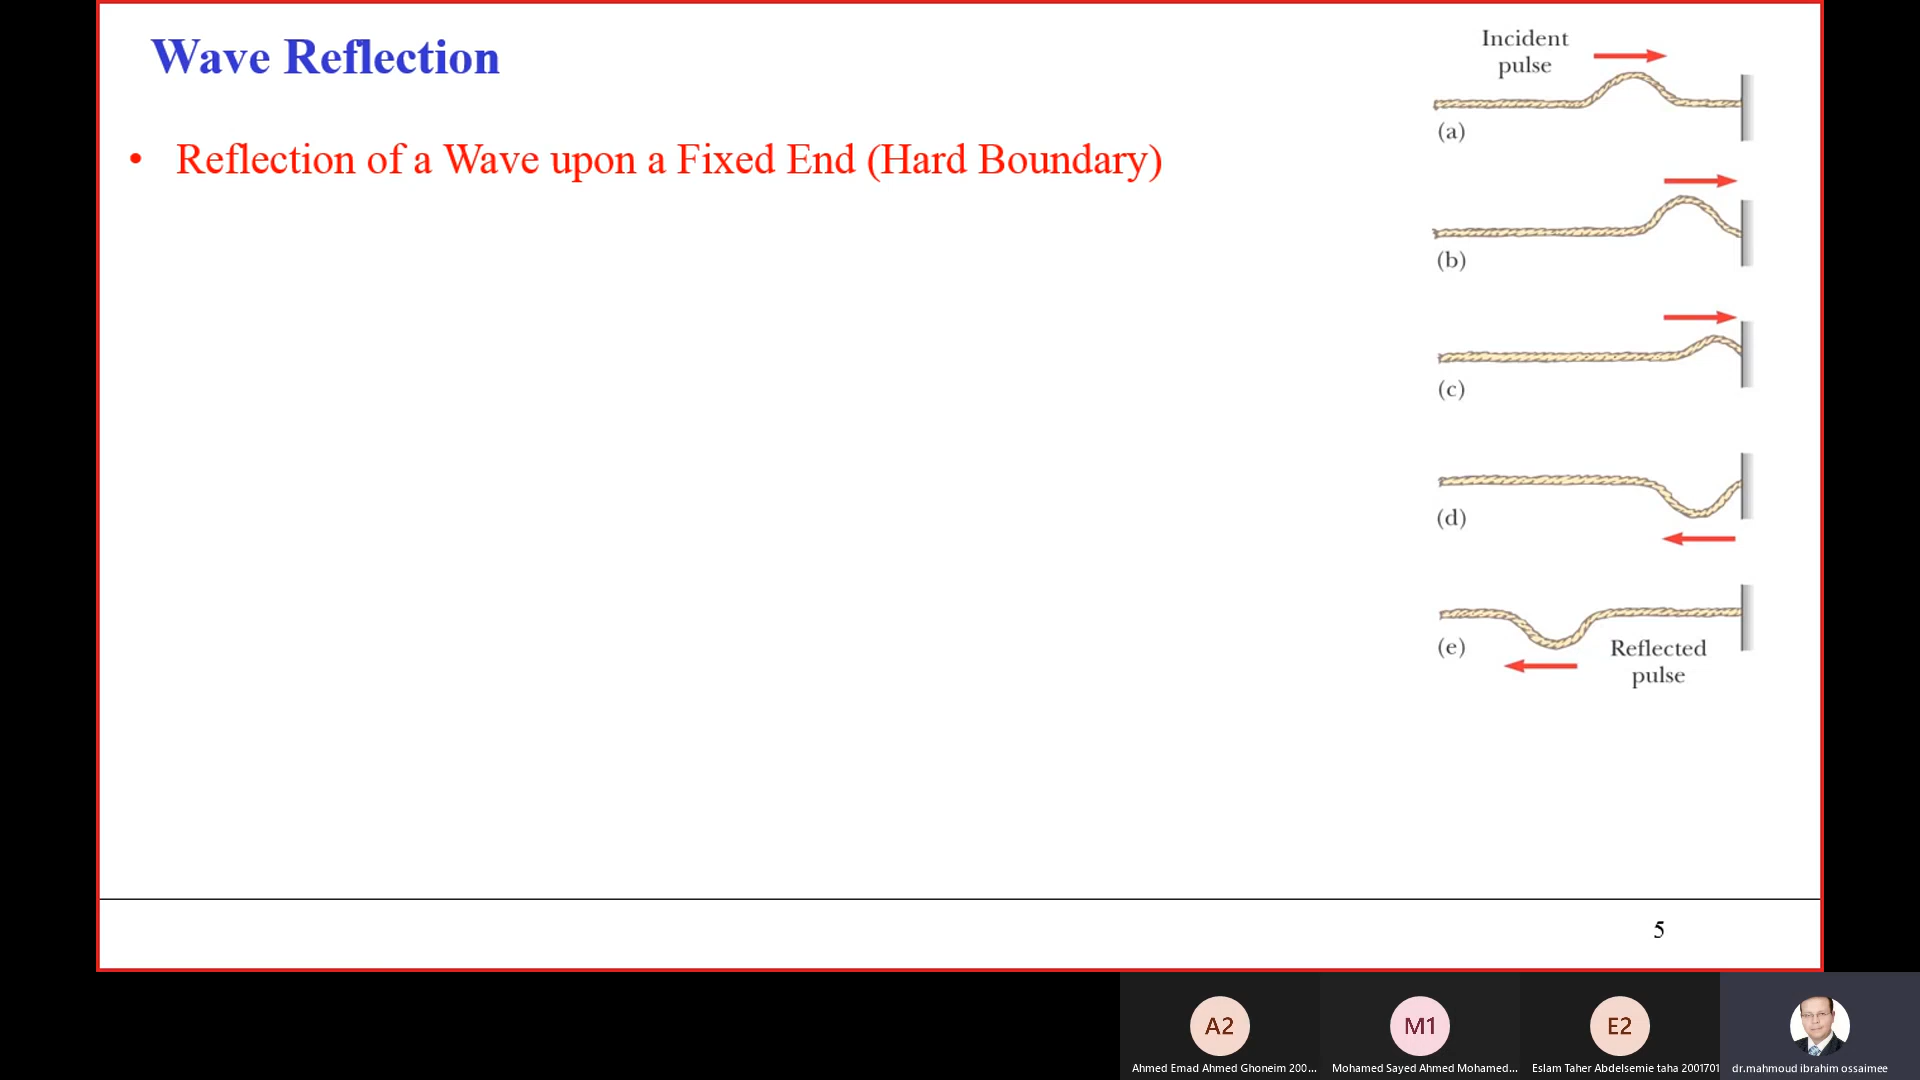 Wave Reflection
• Reflection of a Wave upon a Fixed End (Hard Boundary)
Incident
pulse
(a)
(b)
(c)
(d)
(e)
Reflected
pulse
5
A2
M1
E2
Ahmed Emad Ahmed Ghoneim 200...
Mohamed Sayed Ahmed Mohamed...
Eslam Taher Abdelsemie taha 2001701
dr.mahmoud ibrahim ossaimee